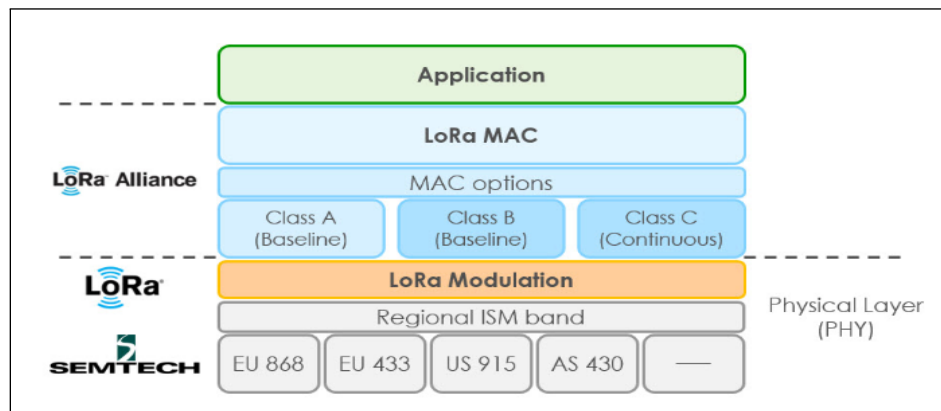 Application
LoRa MAC
LoRa Alliance
MAC options
Class A
(Baseline)
Class B
(Baseline)
Class C
(Continuous)
LoRa
LoRa Modulation
Regional ISM band
Physical Layer
(PHY)
SEMTECH
EU 868
EU 433
US 915
AS 430